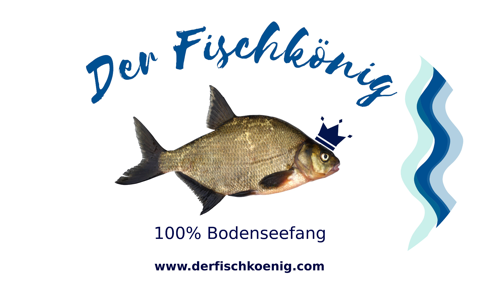 Der Fischkönig
100% Bodenseefang
www.derfischkoenig.com